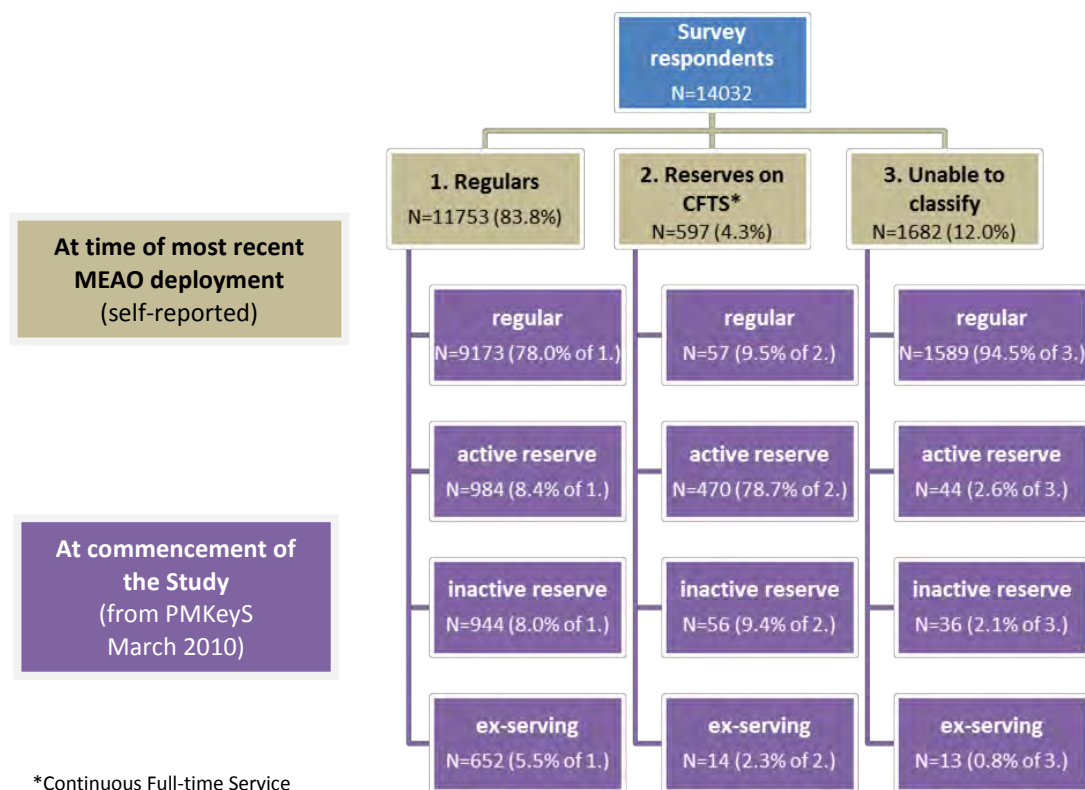 Survey
respondents
N=14032
1. Regulars
N=11753 (83.8%)
2. Reserves on
CFTS*
N=597 (4.3%)
3. Unable to
classify
N=1682 (12.0%)
At time of most recent
MEAO deployment
(self-reported)
regular
N=9173 (78.0% of 1.)
regular
N=57 (9.5% of 2.)
regular
N=1589 (94.5% of 3.)
active reserve
N=984 (8.4% of 1.)
active reserve
N=470 (78.7% of 2.)
active reserve
N=44 (2.6% of 3.)
At commencement of
the Study
(from PMKeyS
March 2010)
inactive reserve
N=944 (8.0% of 1.)
inactive reserve
N=56 (9.4% of 2.)
inactive reserve
N=36 (2.1% of 3.)
ex-serving
N=652 (5.5% of 1.)
ex-serving
N=14 (2.3% of 2.)
ex-serving
N=13 (0.8% of 3.)
*Continuous Full-time Service